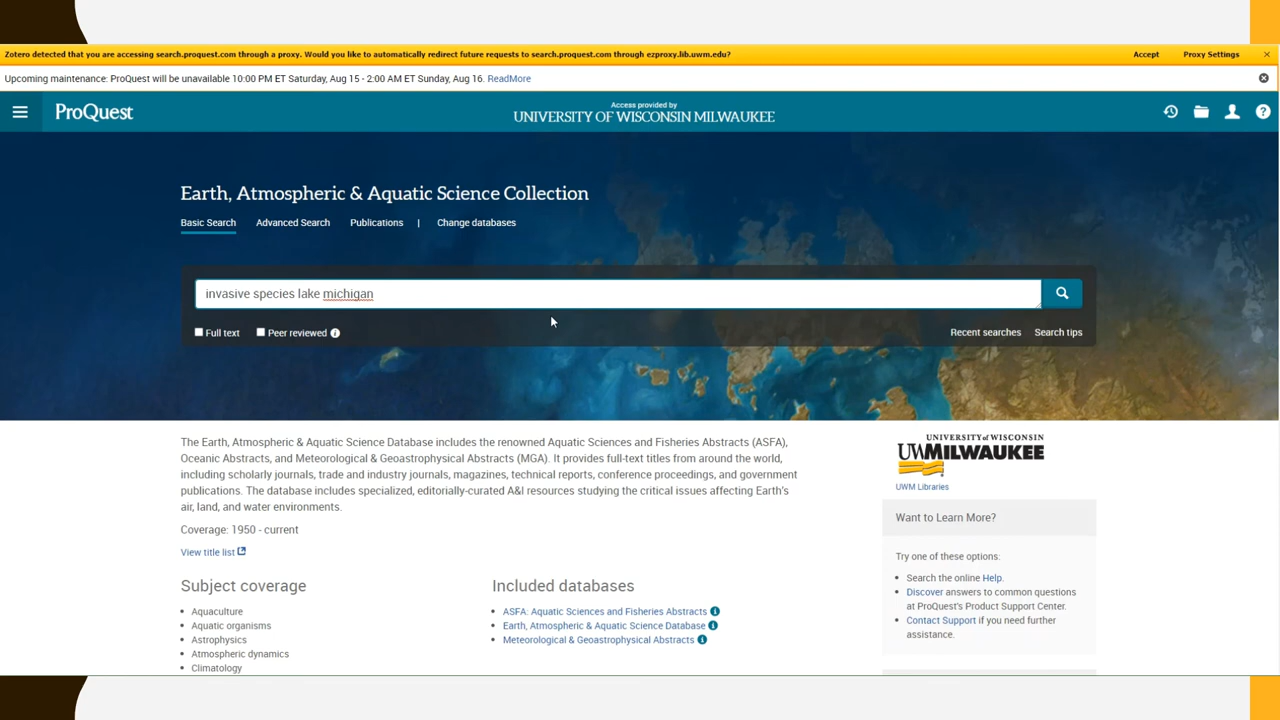 Zotero detected that you are accessing search.proquest.com through a proxy. Would you like to automatically redirect future requests to search.proquest.com through ezproxy.lib.uwm.edu?
Accept
Proxy Settings
Upcoming maintenance: ProQuest will be unavailable 10:00 PM ET Saturday, Aug 15 - 2:00 AM ET Sunday, Aug 16. ReadMore
ProQuest
Access provided by
UNIVERSITY OF WISCONSIN MILWAUKEE
Earth, Atmospheric & Aquatic Science Collection
Basic Search
Advanced Search
Publications
|
Change databases
invasive species lake michigan
Full text
Peer reviewed
Recent searches
Search tips
The Earth, Atmospheric & Aquatic Science Database includes the renowned Aquatic Sciences and Fisheries Abstracts (ASFA),
Oceanic Abstracts, and Meteorological & Geoastrophysical Abstracts (MGA). It provides full-text titles from around the world,
including scholarly journals, trade and industry journals, magazines, technical reports, conference proceedings, and government
publications. The database includes specialized, editorially-curated A&I resources studying the critical issues affecting Earth's
air, land, and water environments.
Coverage: 1950 - current
View title list
Subject coverage
• Aquaculture
• Aquatic organisms
• Astrophysics
• Atmospheric dynamics
• Climatology
Included databases
• ASFA: Aquatic Sciences and Fisheries Abstracts
• Earth, Atmospheric & Aquatic Science Database
• Meteorological & Geoastrophysical Abstracts
UNIVERSITY of WISCONSIN
UWMILWAUKEE
UWM Libraries
Want to Learn More?
Try one of these options:
• Search the online Help.
• Discover answers to common questions
at ProQuest's Product Support Center.
• Contact Support if you need further
assistance.